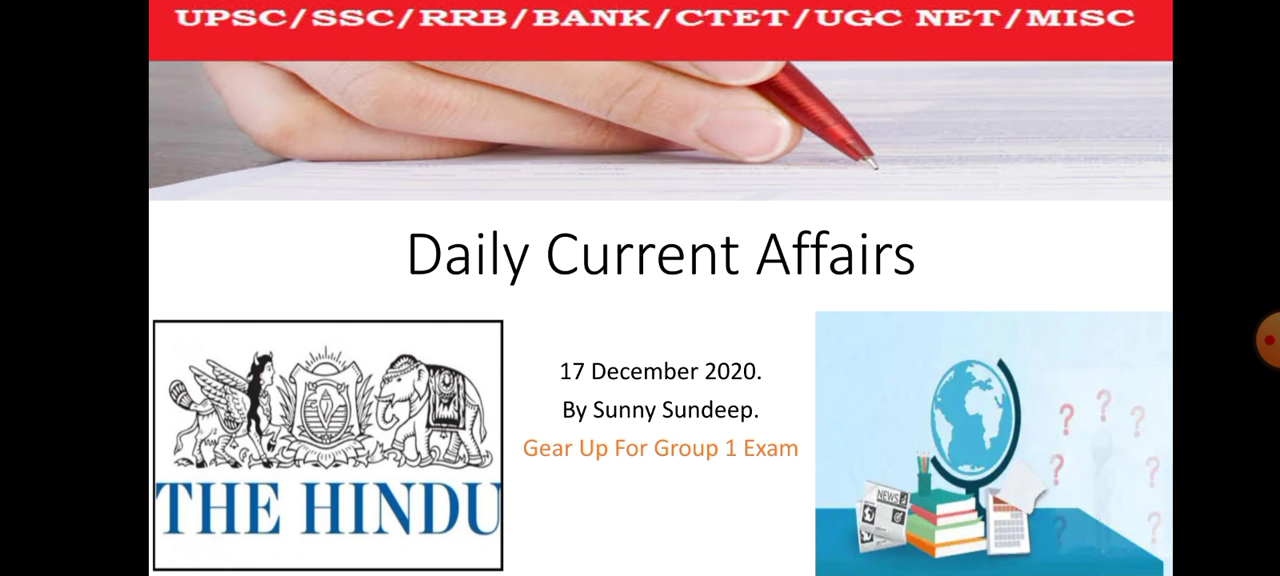 UPSC/SSC/RRB/BANK/CTET/UGC NET/MISC
Daily Current Affairs
17 December 2020.
By Sunny Sundeep.
Gear Up For Group 1 Exam
THE HINDU
NEWS